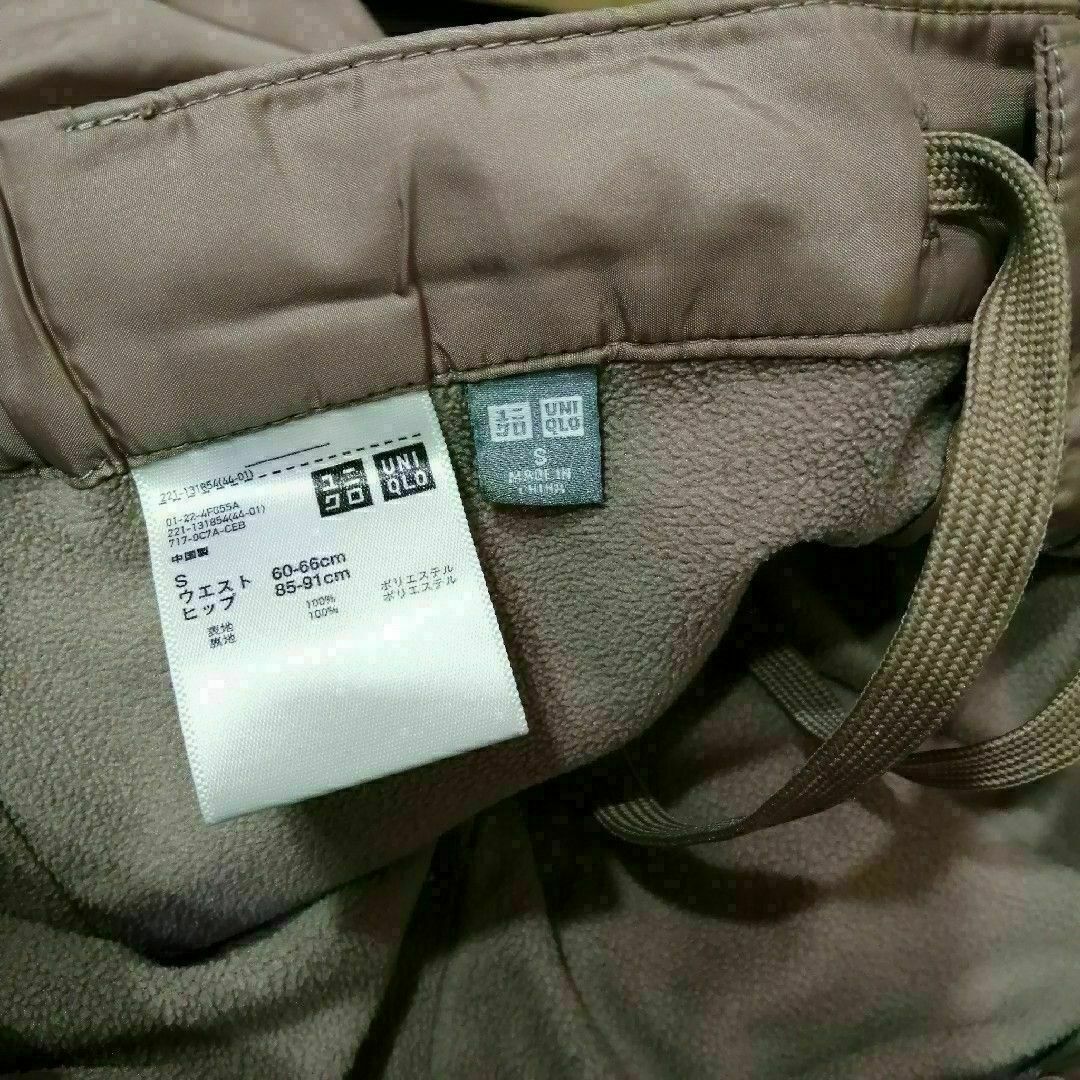 221-131854(44-01)
ユニ
クロ
UNI
QLO
01-22-4F055A
221-131854(44-01)
717-0C7A-CEB
中国製
S
ウエスト 60-66cm
ヒップ 85-91cm
表地 100% ポリエステル
裏地 100% ポリエステル
ユニ
クロ
UNI
QLO
S
MADE IN
CHINA